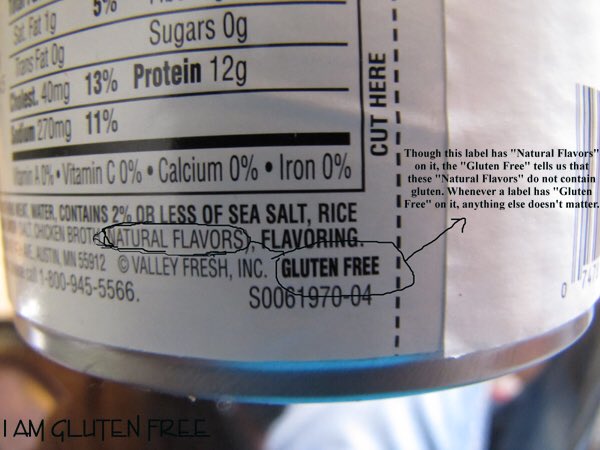 5%
Sat. Fat 1g
Sugars 0g
Trans Fat 0g
Cholest. 40mg 13% Protein 12g
Sodium 270mg 11%
Vitamin A 0% • Vitamin C 0% • Calcium 0% • Iron 0%
MEAT, WATER, CONTAINS 2% OR LESS OF SEA SALT, RICE
CHICKEN BROTH, NATURAL FLAVORS), FLAVORING.
AUSTIN, MN 55912 © VALLEY FRESH, INC. GLUTEN FREE
call 1-800-945-5566.
S0061970-04
CUT HERE
Though this label has "Natural Flavors"
on it, the "Gluten Free" tells us that
these "Natural Flavors" do not contain
gluten. Whenever a label has "Gluten
Free" on it, anything else doesn't matter.
0
I AM GLUTEN FREE